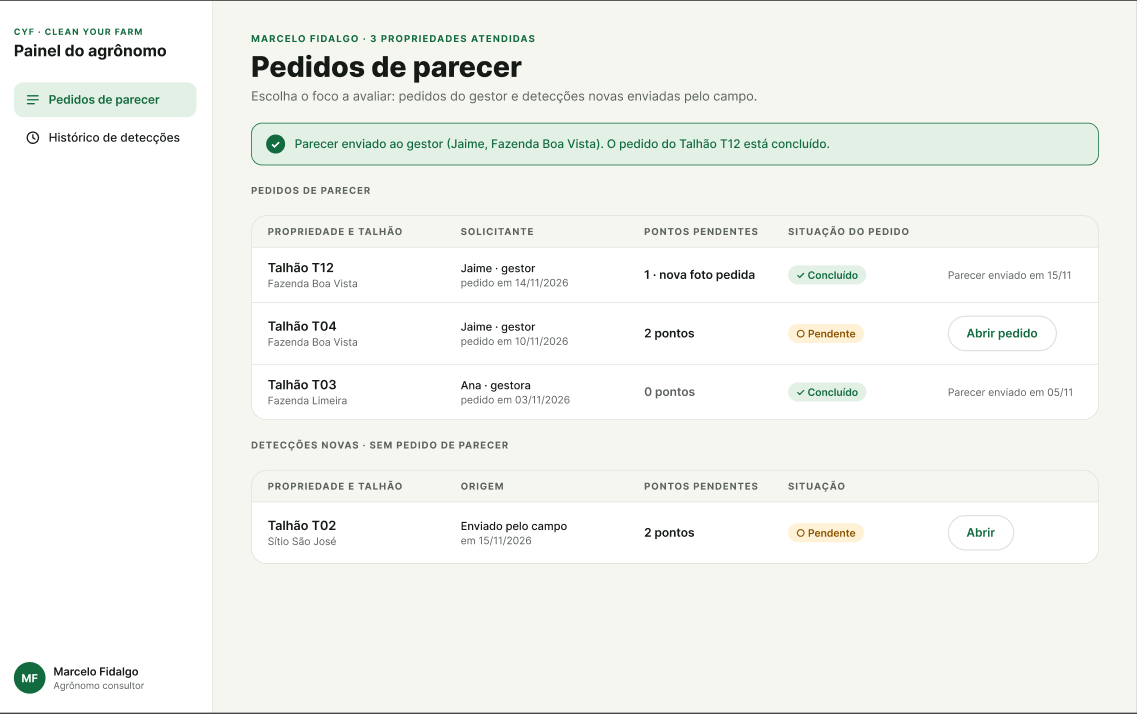 CYF · CLEAN YOUR FARM
Painel do agrônomo
Pedidos de parecer
Histórico de detecções
MF
Marcelo Fidalgo
Agrônomo consultor
MARCELO FIDALGO · 3 PROPRIEDADES ATENDIDAS
Pedidos de parecer
Escolha o foco a avaliar: pedidos do gestor e detecções novas enviadas pelo campo.
Parecer enviado ao gestor (Jaime, Fazenda Boa Vista). O pedido do Talhão T12 está concluído.
PEDIDOS DE PARECER
PROPRIEDADE E TALHÃO SOLICITANTE PONTOS PENDENTES SITUAÇÃO DO PEDIDO
Talhão T12 Jaime · gestor 1 · nova foto pedida Concluído Parecer enviado em 15/11
Fazenda Boa Vista pedido em 14/11/2026
Talhão T04 Jaime · gestor 2 pontos Pendente Abrir pedido
Fazenda Boa Vista pedido em 10/11/2026
Talhão T03 Ana · gestora 0 pontos Concluído Parecer enviado em 05/11
Fazenda Limeira pedido em 03/11/2026
DETECÇÕES NOVAS · SEM PEDIDO DE PARECER
PROPRIEDADE E TALHÃO ORIGEM PONTOS PENDENTES SITUAÇÃO
Talhão T02 Enviado pelo campo 2 pontos Pendente Abrir
Sítio São José em 15/11/2026